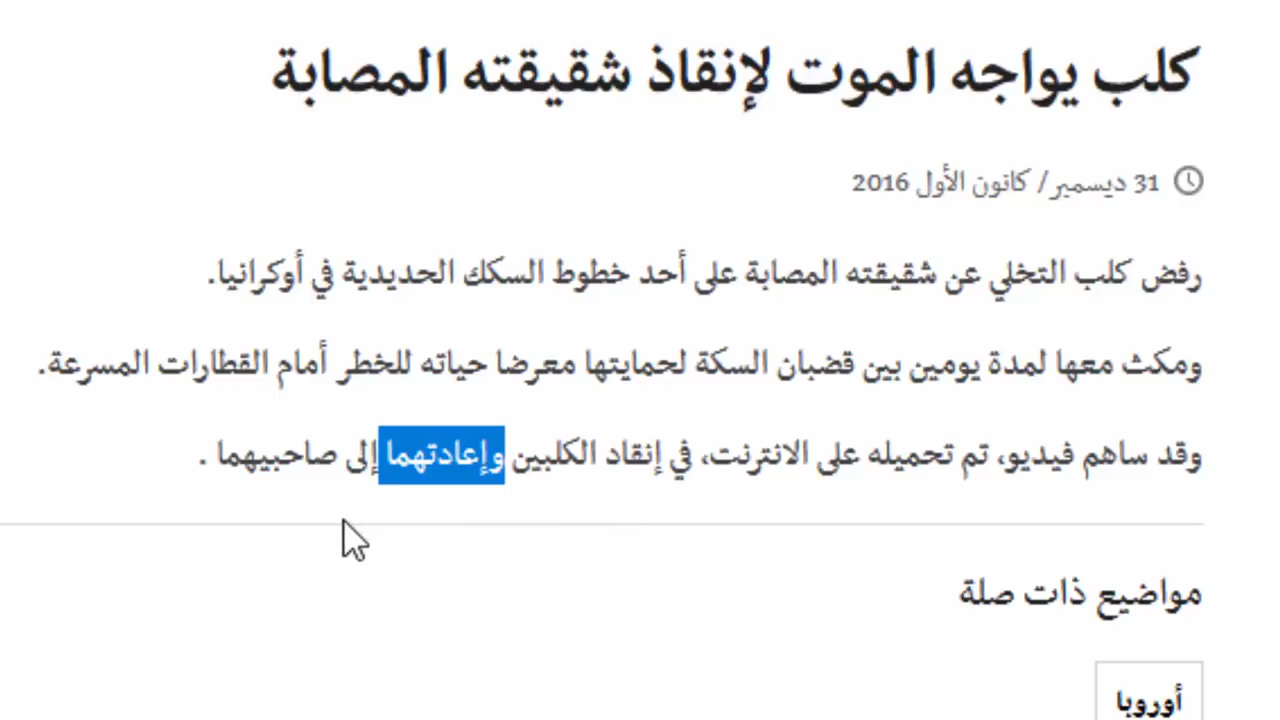 كلب يواجه الموت لإنقاذ شقيقته المصابة
31 ديسمبر/ كانون الأول 2016
رفض كلب التخلي عن شقيقته المصابة على أحد خطوط السكك الحديدية في أوكرانيا.
ومكث معها لمدة يومين بين قضبان السكة لحمايتها معرضا حياته للخطر أمام القطارات المسرعة.
وقد ساهم فيديو، تم تحميله على الانترنت، في إنقاد الكلبين وإعادتهما إلى صاحبيهما .
مواضيع ذات صلة
أوروبا